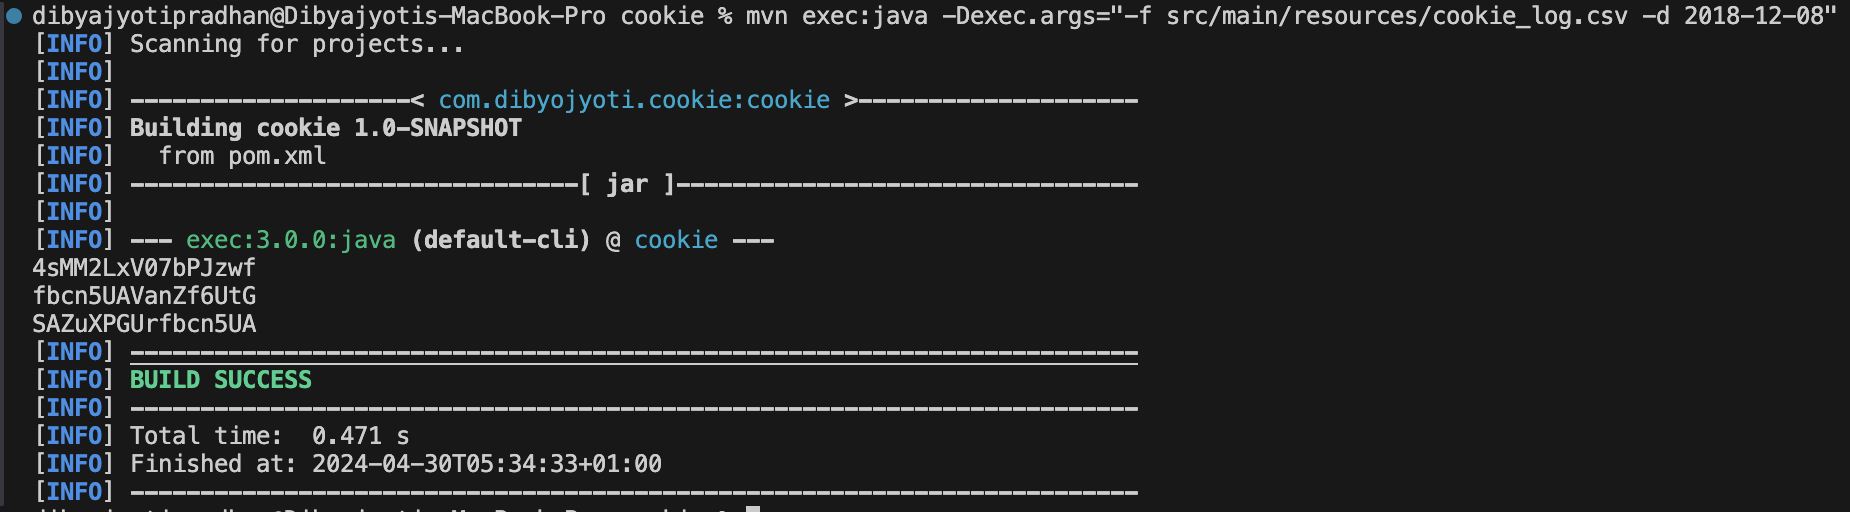 dibyajyotipradhan@Dibyajyotis-MacBook-Pro cookie % mvn exec:java -Dexec.args="-f src/main/resources/cookie_log.csv -d 2018-12-08"
[INFO] Scanning for projects...
[INFO]
[INFO] --------------------< com.dibyojyoti.cookie:cookie >--------------------
[INFO] Building cookie 1.0-SNAPSHOT
[INFO]   from pom.xml
[INFO] --------------------------------[ jar ]---------------------------------
[INFO]
[INFO] --- exec:3.0.0:java (default-cli) @ cookie ---
4sMM2LxV07bPJzwf
fbcn5UAVanZf6UtG
SAZuXPGUrfbcn5UA
[INFO] ------------------------------------------------------------------------
[INFO] BUILD SUCCESS
[INFO] ------------------------------------------------------------------------
[INFO] Total time:  0.471 s
[INFO] Finished at: 2024-04-30T05:34:33+01:00
[INFO] ------------------------------------------------------------------------